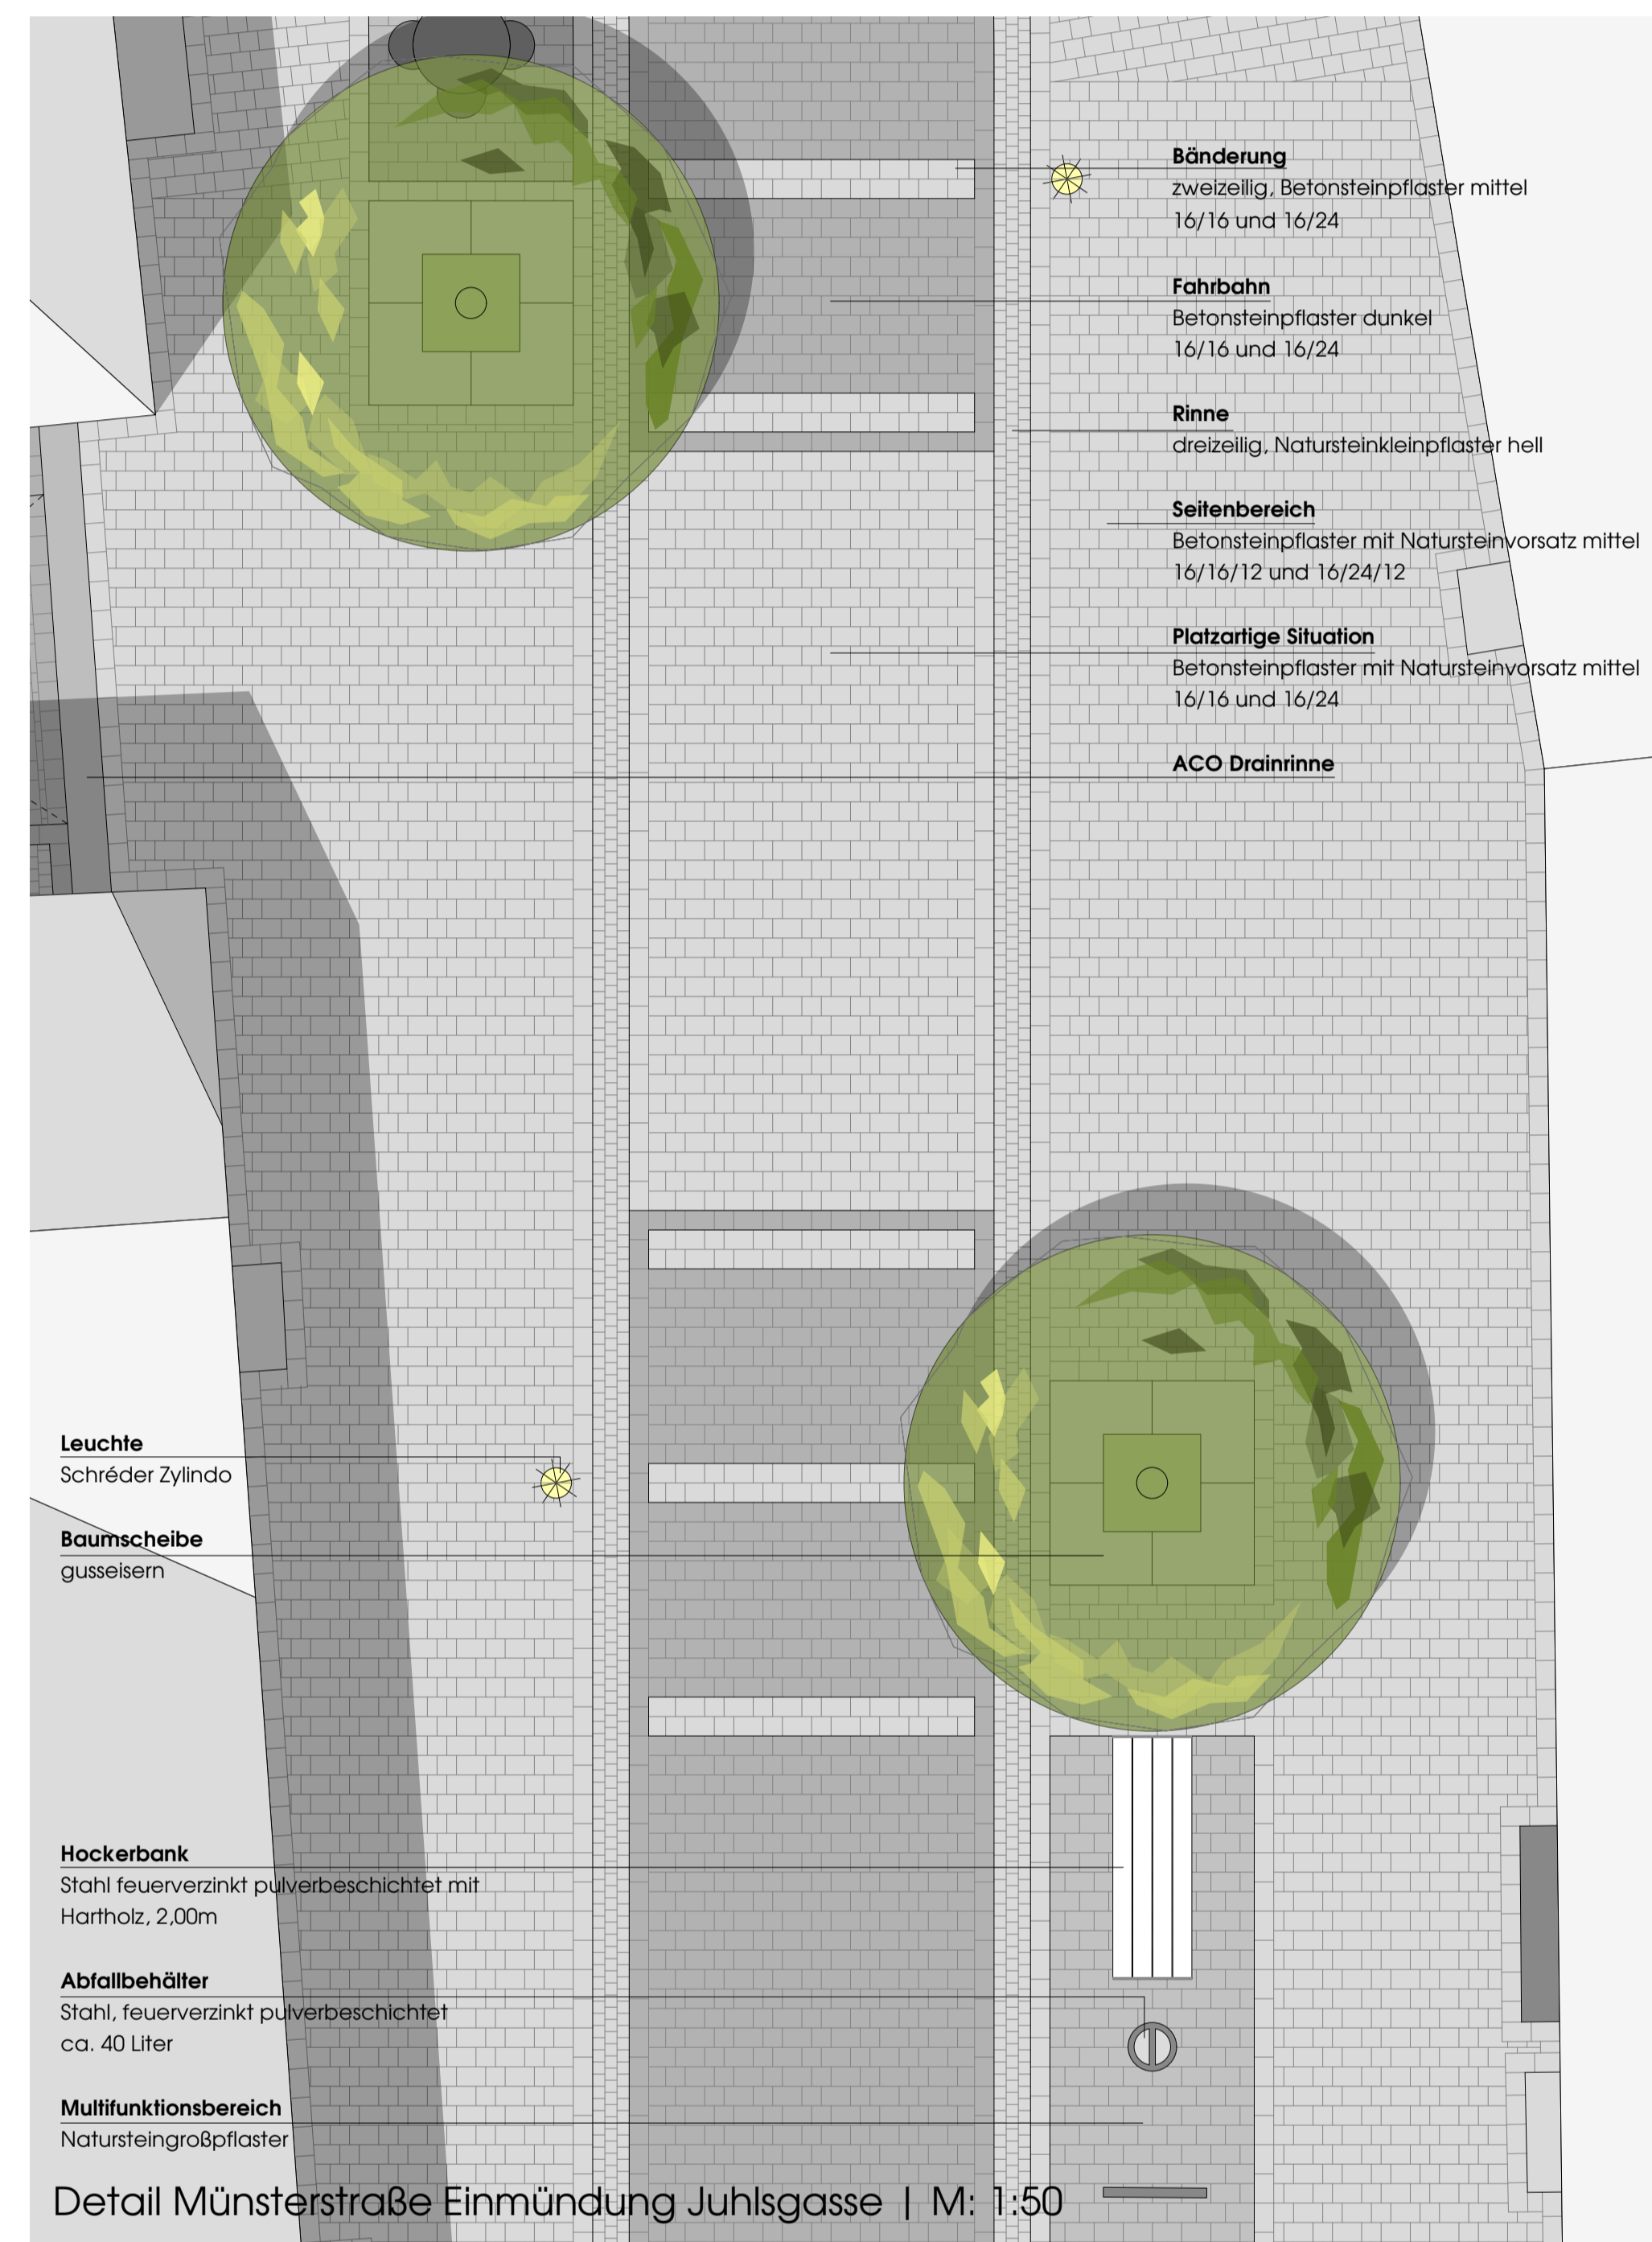 Bänderung
zweizeilig, Betonsteinpflaster mittel
16/16 und 16/24
Fahrbahn
Betonsteinpflaster dunkel
16/16 und 16/24
Rinne
dreizeilig, Natursteinkleinpflaster hell
Seitenbereich
Betonsteinpflaster mit Natursteinvorsatz mittel
16/16/12 und 16/24/12
Platzartige Situation
Betonsteinpflaster mit Natursteinvorsatz mittel
16/16 und 16/24
ACO Drainrinne
Leuchte
Schréder Zylindo
Baumscheibe
gusseisern
Hockerbank
Stahl feuerverzinkt pulverbeschichtet mit
Hartholz, 2,00m
Abfallbehälter
Stahl, feuerverzinkt pulverbeschichtet
ca. 40 Liter
Multifunktionsbereich
Natursteingroßpflaster
Detail Münsterstraße Einmündung Juhlsgasse | M: 1:50